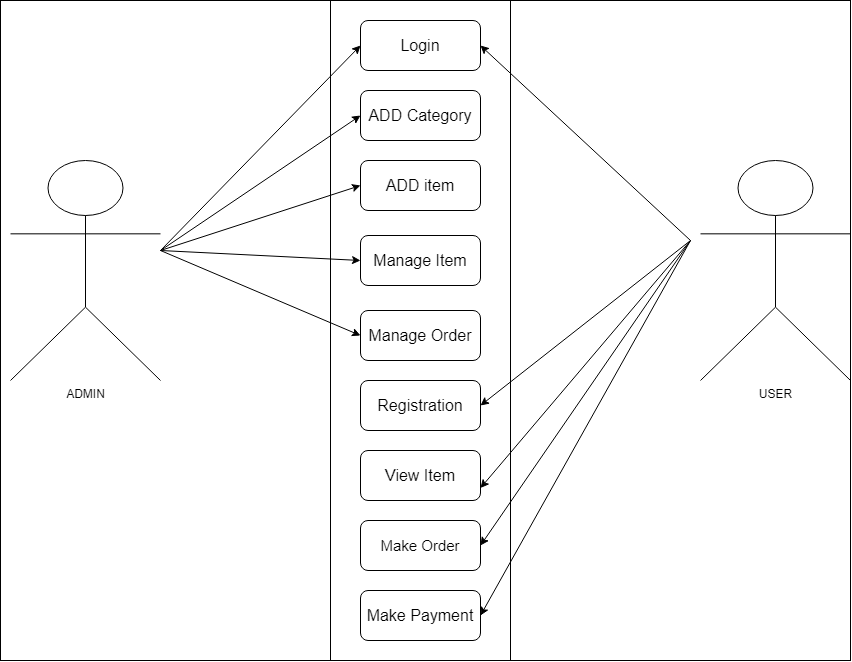 Login
ADD Category
ADD item
Manage Item
Manage Order
ADMIN
USER
Registration
View Item
Make Order
Make Payment